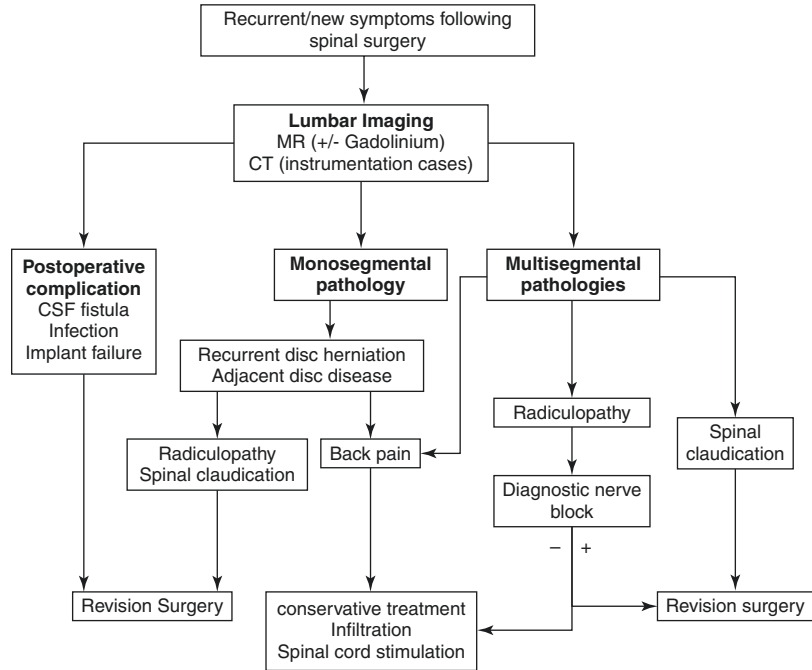 Recurrent/new symptoms following
spinal surgery
Lumbar Imaging
MR (+/- Gadolinium)
CT (instrumentation cases)
Postoperative
complication
CSF fistula
Infection
Implant failure
Monosegmental
pathology
Multisegmental
pathologies
Recurrent disc herniation
Adjacent disc disease
Radiculopathy
Spinal claudication
Back pain
Radiculopathy
Spinal
claudication
Diagnostic nerve
block
– +
Revision Surgery
conservative treatment
Infiltration
Spinal cord stimulation
Revision surgery